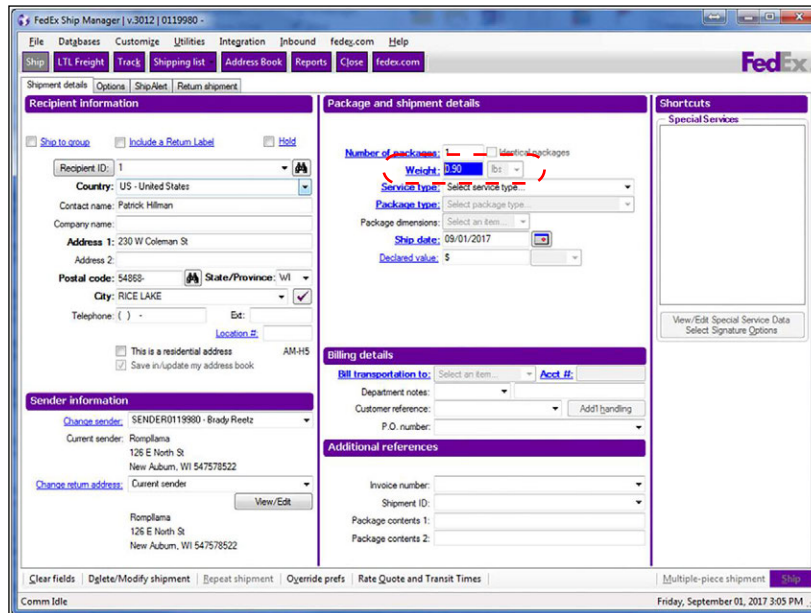 FedEx Ship Manager | v.3012 | 0119980 -
File Databases Customize Utilities Integration Inbound fedex.com Help
Ship LTL Freight Track Shipping list Address Book Reports Close fedex.com
FedEx
Shipment details Options ShipAlert Return shipment
Recipient information
Ship to group Include a Return Label Hold
Recipient ID: 1
Country: US - United States
Contact name: Patrick Hillman
Company name:
Address 1: 230 W Coleman St
Address 2:
Postal code: 54868- State/Province: WI
City: RICE LAKE
Telephone: ( ) - Ext:
Location #:
This is a residential address AM-H5
Save in/update my address book
Sender information
Change sender: SENDER0119980 - Brady Reetz
Current sender: Rompllama
126 E North St
New Auburn, WI 547578522
Change return address: Current sender
View/Edit
Rompllama
126 E North St
New Auburn, WI 547578522
Package and shipment details
Number of packages: 1 Identical packages
Weight: 0.90 lbs
Service type: Select service type...
Package type: Select package type...
Package dimensions: Select an item...
Ship date: 09/01/2017
Declared value: $
Billing details
Bill transportation to: Select an item... Acct #:
Department notes:
Customer reference: Add'l handling
P.O. number:
Additional references
Invoice number:
Shipment ID:
Package contents 1:
Package contents 2:
Shortcuts
Special Services
View/Edit Special Service Data
Select Signature Options
Clear fields Delete/Modify shipment Repeat shipment Override prefs Rate Quote and Transit Times Multiple-piece shipment Ship
Comm Idle Friday, September 01, 2017 3:05 PM